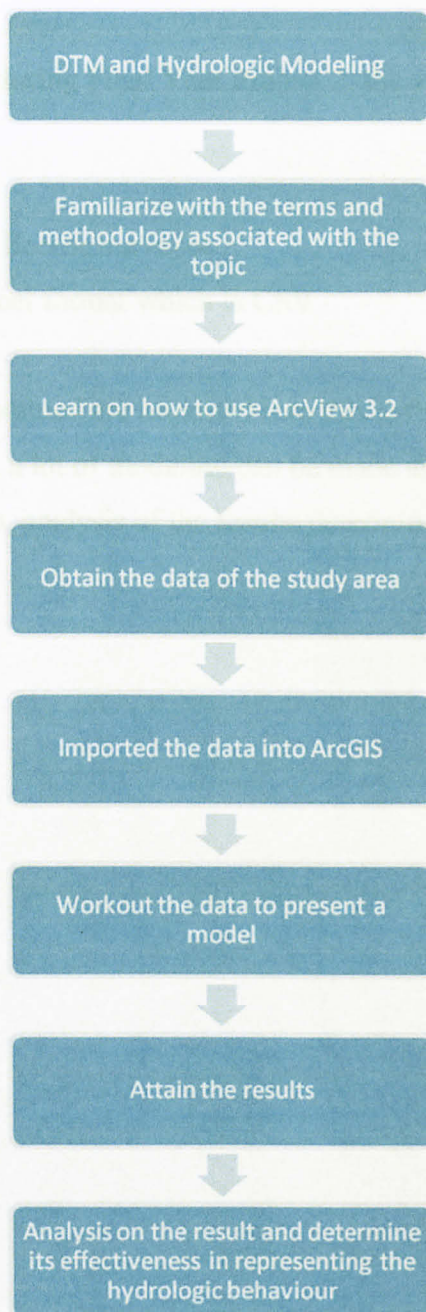 DTM and Hydrologic Modeling
Familiarize with the terms and
methodology associated with the
topic
Learn on how to use ArcView 3.2
Obtain the data of the study area
Imported the data into ArcGIS
Workout the data to present a
model
Attain the results
Analysis on the result and determine
its effectiveness in representing the
hydrologic behaviour